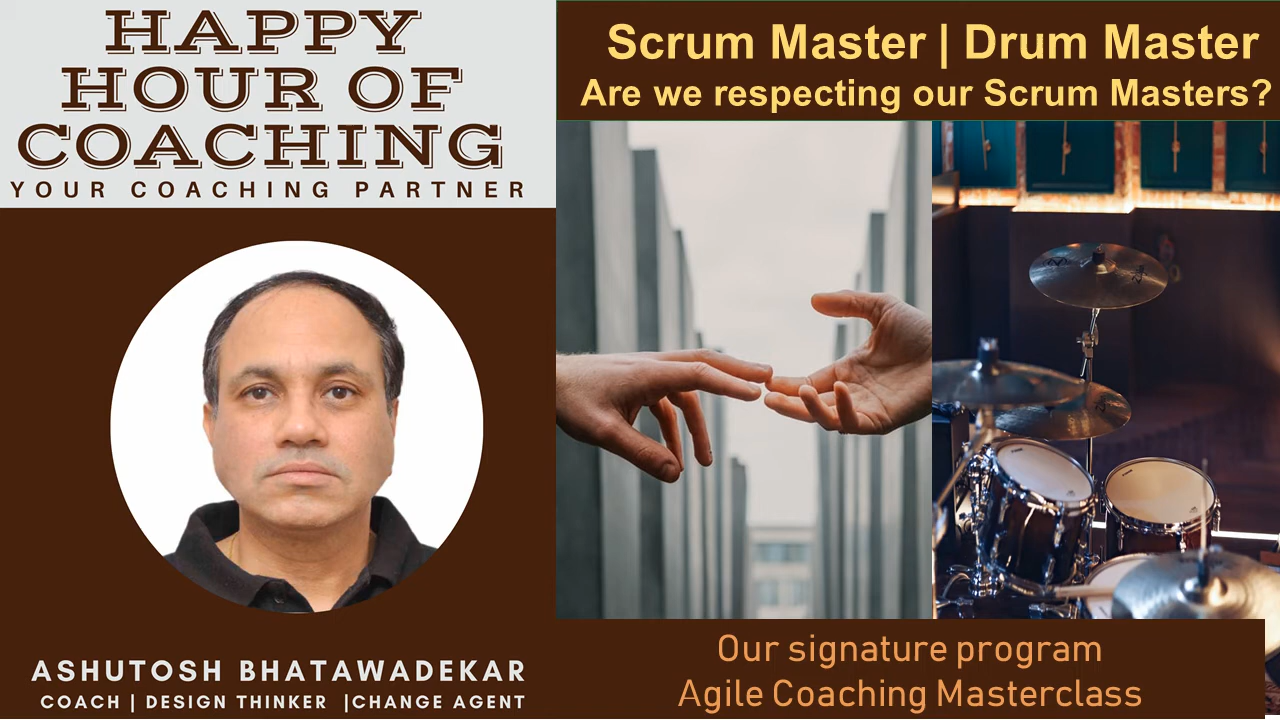 HAPPY
HOUR OF
COACHING
YOUR COACHING PARTNER
Scrum Master | Drum Master
Are we respecting our Scrum Masters?
ASHUTOSH BHATAWADEKAR
COACH | DESIGN THINKER |CHANGE AGENT
Our signature program
Agile Coaching Masterclass